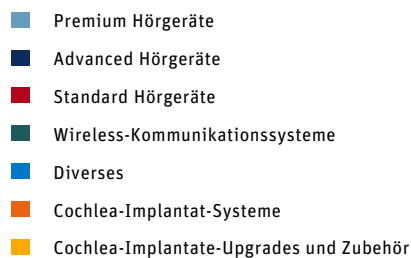 Premium Hörgeräte
Advanced Hörgeräte
Standard Hörgeräte
Wireless-Kommunikationssysteme
Diverses
Cochlea-Implantat-Systeme
Cochlea-Implantate-Upgrades und Zubehör